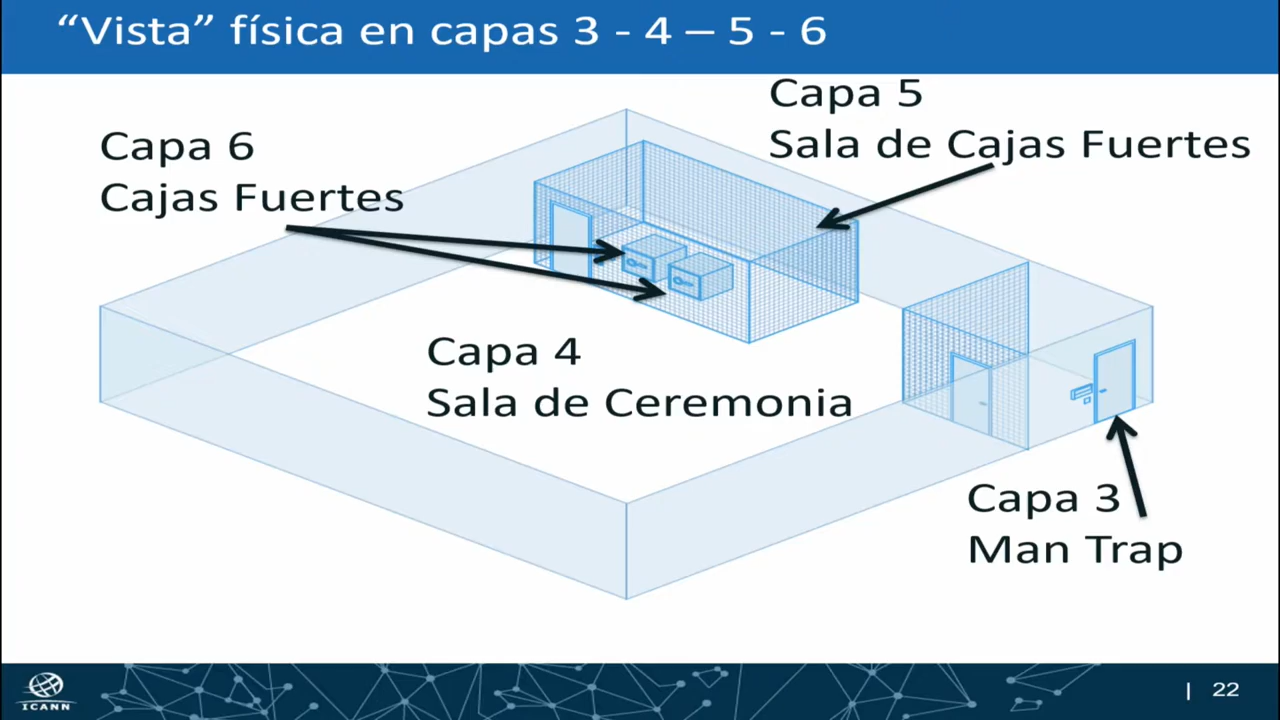 “Vista” física en capas 3 - 4 – 5 - 6
Capa 5
Sala de Cajas Fuertes
Capa 6
Cajas Fuertes
Capa 4
Sala de Ceremonia
Capa 3
Man Trap
ICANN
| 22